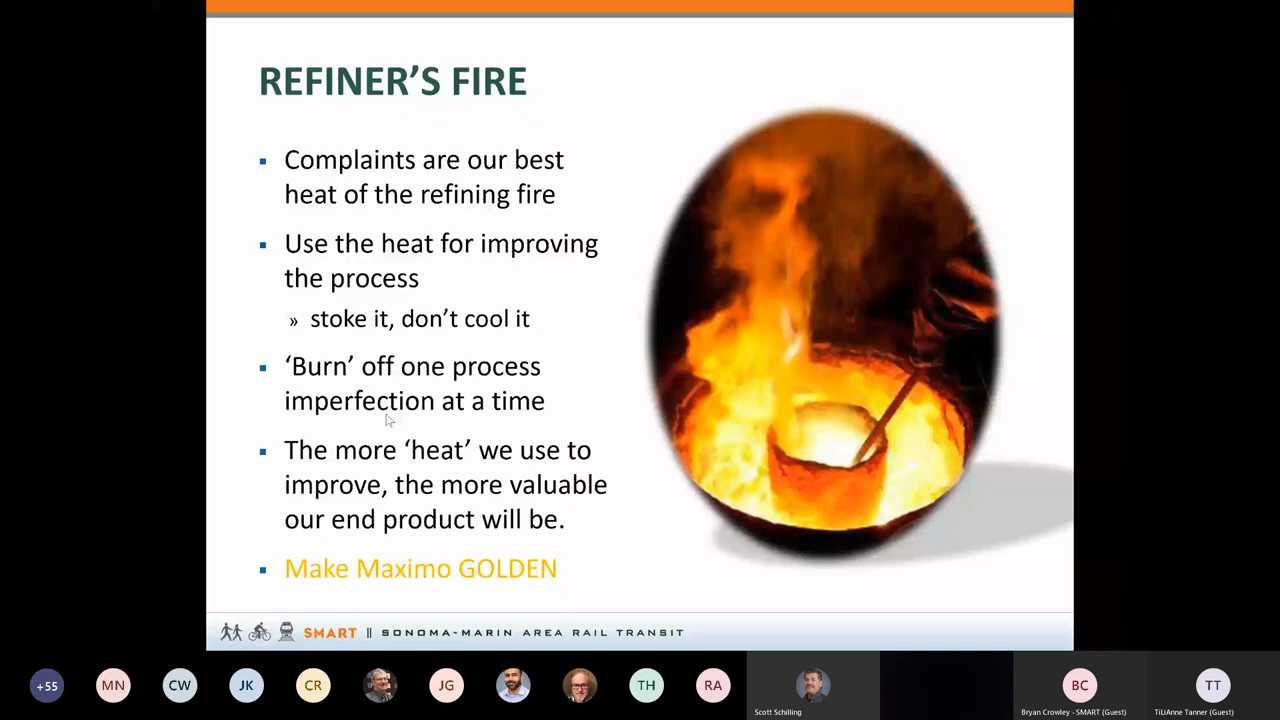 REFINER'S FIRE
▪ Complaints are our best
heat of the refining fire
▪ Use the heat for improving
the process
» stoke it, don't cool it
▪ 'Burn' off one process
imperfection at a time
▪ The more 'heat' we use to
improve, the more valuable
our end product will be.
▪ Make Maximo GOLDEN
SMART || SONOMA-MARIN AREA RAIL TRANSIT
+55 MN CW JK CR JG TH RA BC TT
Scott Schilling Bryan Crowley - SMART (Guest) TiLiAnne Tanner (Guest)